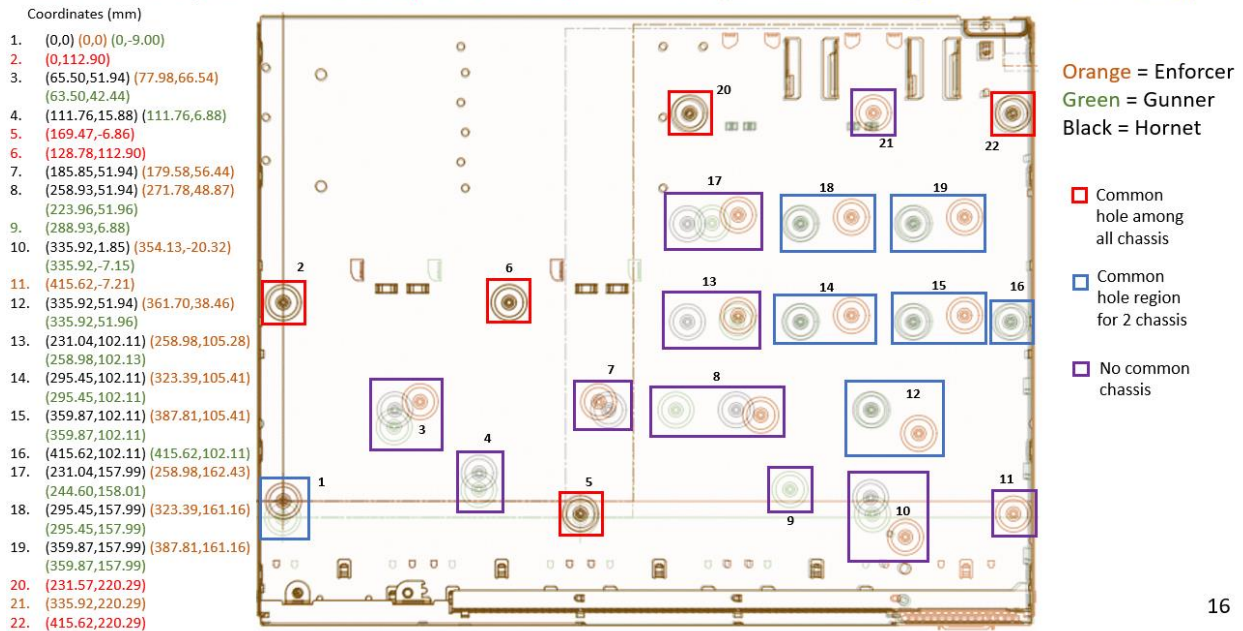 Coordinates (mm)
1. (0,0) (0,0) (0,-9.00)
2. (0,112.90)
3. (65.50,51.94) (77.98,66.54)
(63.50,42.44)
4. (111.76,15.88) (111.76,6.88)
5. (169.47,-6.86)
6. (128.78,112.90)
7. (185.85,51.94) (179.58,56.44)
8. (258.93,51.94) (271.78,48.87)
(223.96,51.96)
9. (288.93,6.88)
10. (335.92,1.85) (354.13,-20.32)
(335.92,-7.15)
11. (415.62,-7.21)
12. (335.92,51.94) (361.70,38.46)
(335.92,51.96)
13. (231.04,102.11) (258.98,105.28)
(258.98,102.13)
14. (295.45,102.11) (323.39,105.41)
(295.45,102.11)
15. (359.87,102.11) (387.81,105.41)
(359.87,102.11)
16. (415.62,102.11) (415.62,102.11)
17. (231.04,157.99) (258.98,162.43)
(244.60,158.01)
18. (295.45,157.99) (323.39,161.16)
(295.45,157.99)
19. (359.87,157.99) (387.81,161.16)
(359.87,157.99)
20. (231.57,220.29)
21. (335.92,220.29)
22. (415.62,220.29)
20
21
22
17
18
19
2
6
13
14
15
16
3
7
8
12
1
4
5
9
10
11
Orange = Enforcer
Green = Gunner
Black = Hornet
Common
hole among
all chassis
Common
hole region
for 2 chassis
No common
chassis
16